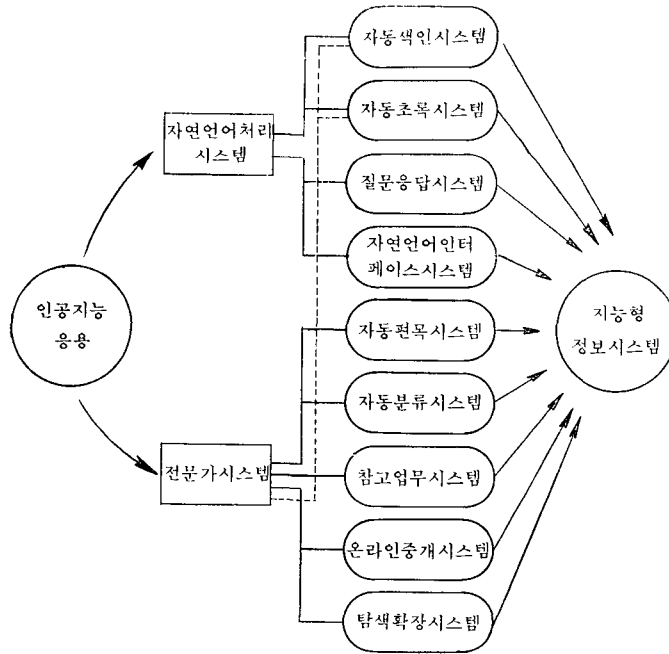 자동색인시스템
자동초록시스템
자연언어처리
시스템
질문응답시스템
자연언어인터
페이스시스템
인공지능
응용
자동편목시스템
지능형
정보시스템
자동분류시스템
전문가시스템
참고업무시스템
온라인중개시스템
탐색확장시스템